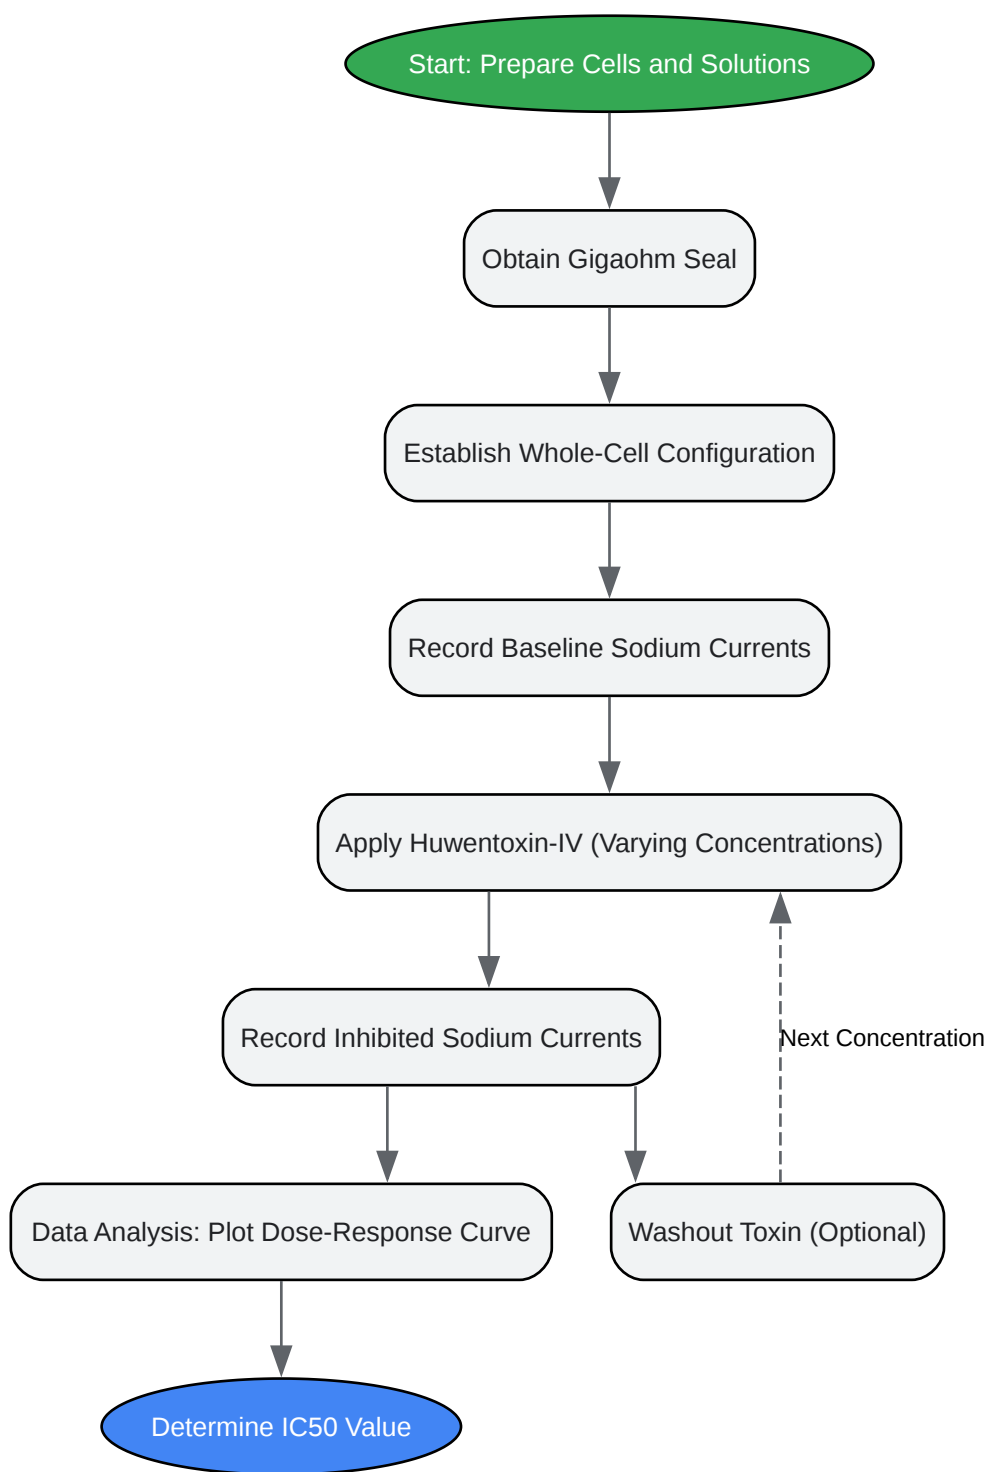 Start: Prepare Cells and Solutions
Obtain Gigaohm Seal
Establish Whole-Cell Configuration
Record Baseline Sodium Currents
Apply Huwentoxin-IV (Varying Concentrations)
Record Inhibited Sodium Currents
Next Concentration
Data Analysis: Plot Dose-Response Curve
Washout Toxin (Optional)
Determine IC50 Value